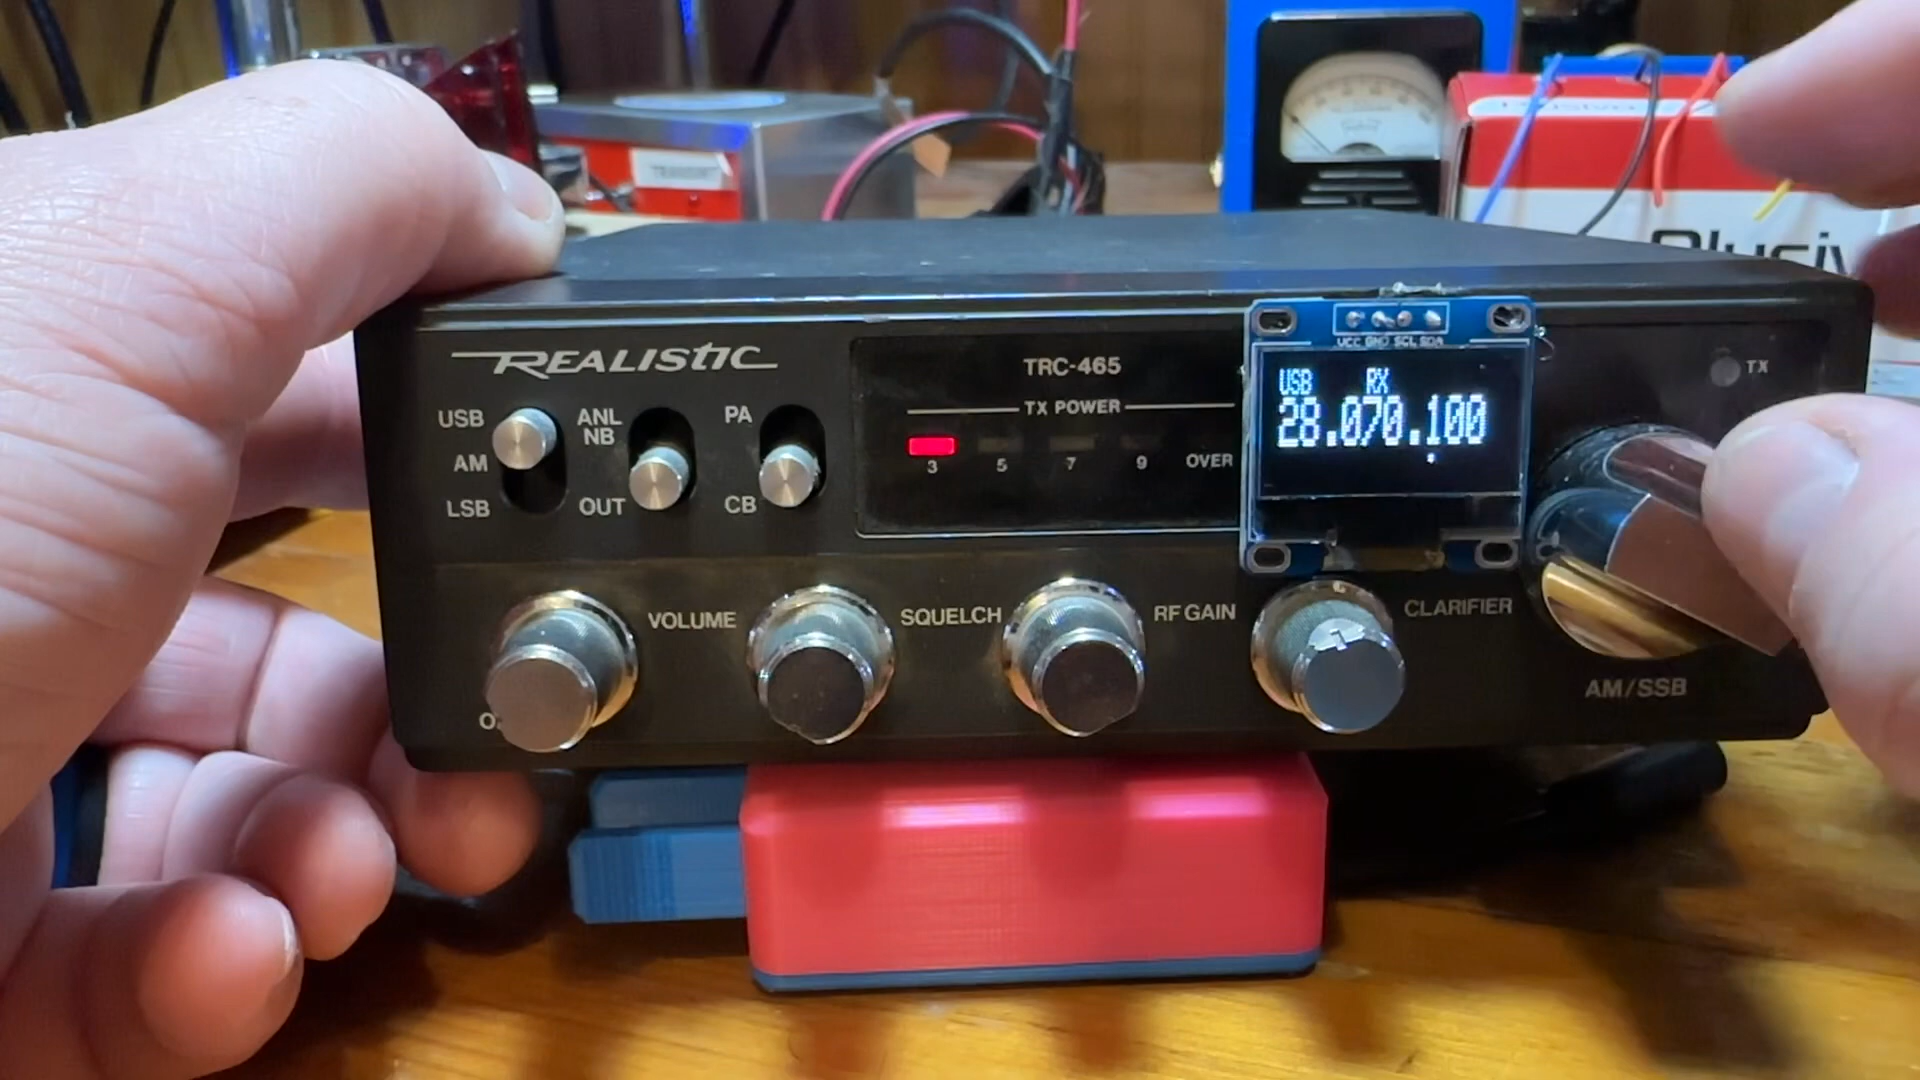 TRANSMIT
REALISTIC
USB
AM
LSB
ANL
NB
OUT
PA
CB
TRC-465
TX POWER
3 5 7 9 OVER
VCC GND SCL SDA
USB RX
28.070.100
TX
VOLUME
SQUELCH
RF GAIN
CLARIFIER
AM/SSB